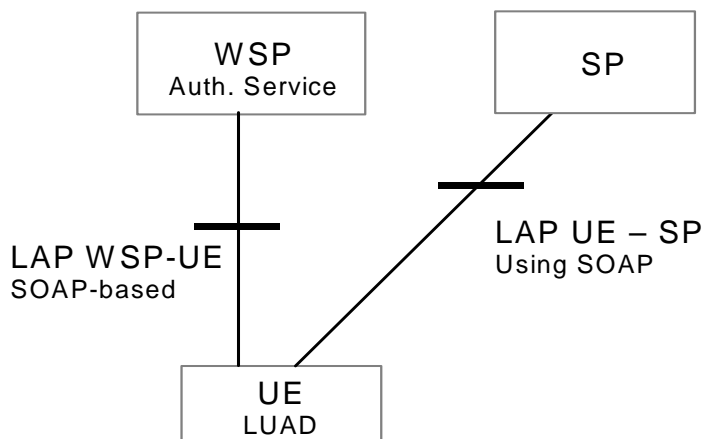 WSP
Auth. Service
SP
LAP WSP-UE
SOAP-based
LAP UE – SP
Using SOAP
UE
LUAD